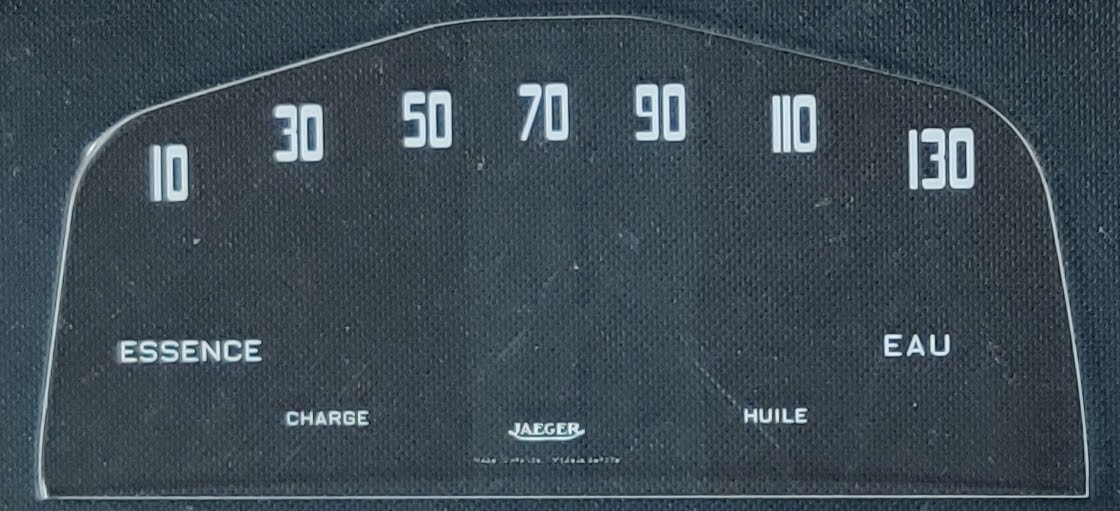 10 30 50 70 90 110 130
ESSENCE EAU
CHARGE HUILE
JAEGER